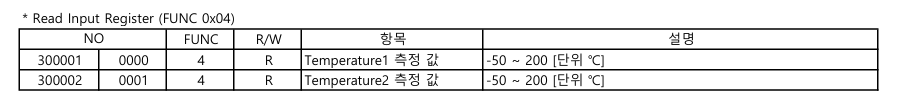 * Read Input Register (FUNC 0x04)
NO FUNC R/W 항목 설명
300001 0000 4 R Temperature1 측정 값 -50 ~ 200 [단위 ℃]
300002 0001 4 R Temperature2 측정 값 -50 ~ 200 [단위 ℃]